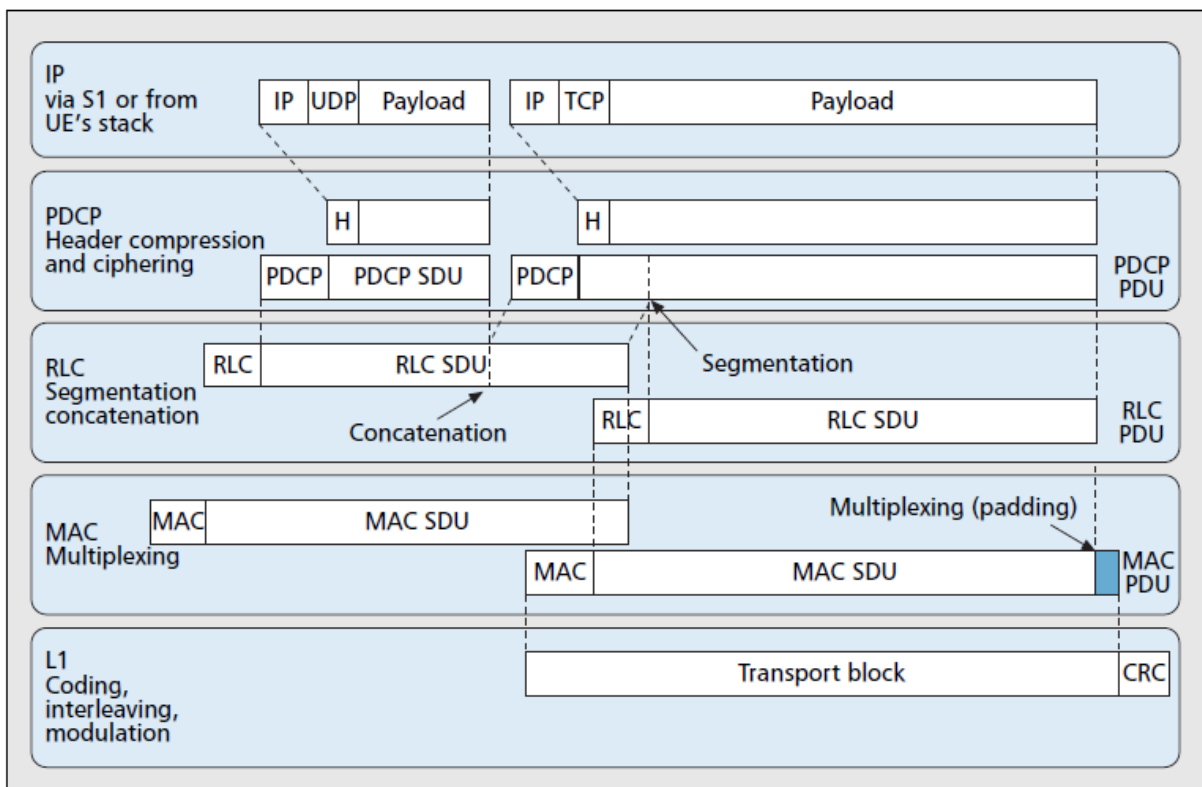 IP
via S1 or from
UE's stack
IP UDP Payload
IP TCP Payload
PDCP
Header compression
and ciphering
H
H
PDCP PDCP SDU
PDCP
PDCP
PDU
RLC
Segmentation
concatenation
RLC RLC SDU
Segmentation
Concatenation
RLC RLC SDU
RLC
PDU
MAC
Multiplexing
MAC MAC SDU
Multiplexing (padding)
MAC MAC SDU
MAC
PDU
L1
Coding,
interleaving,
modulation
Transport block CRC